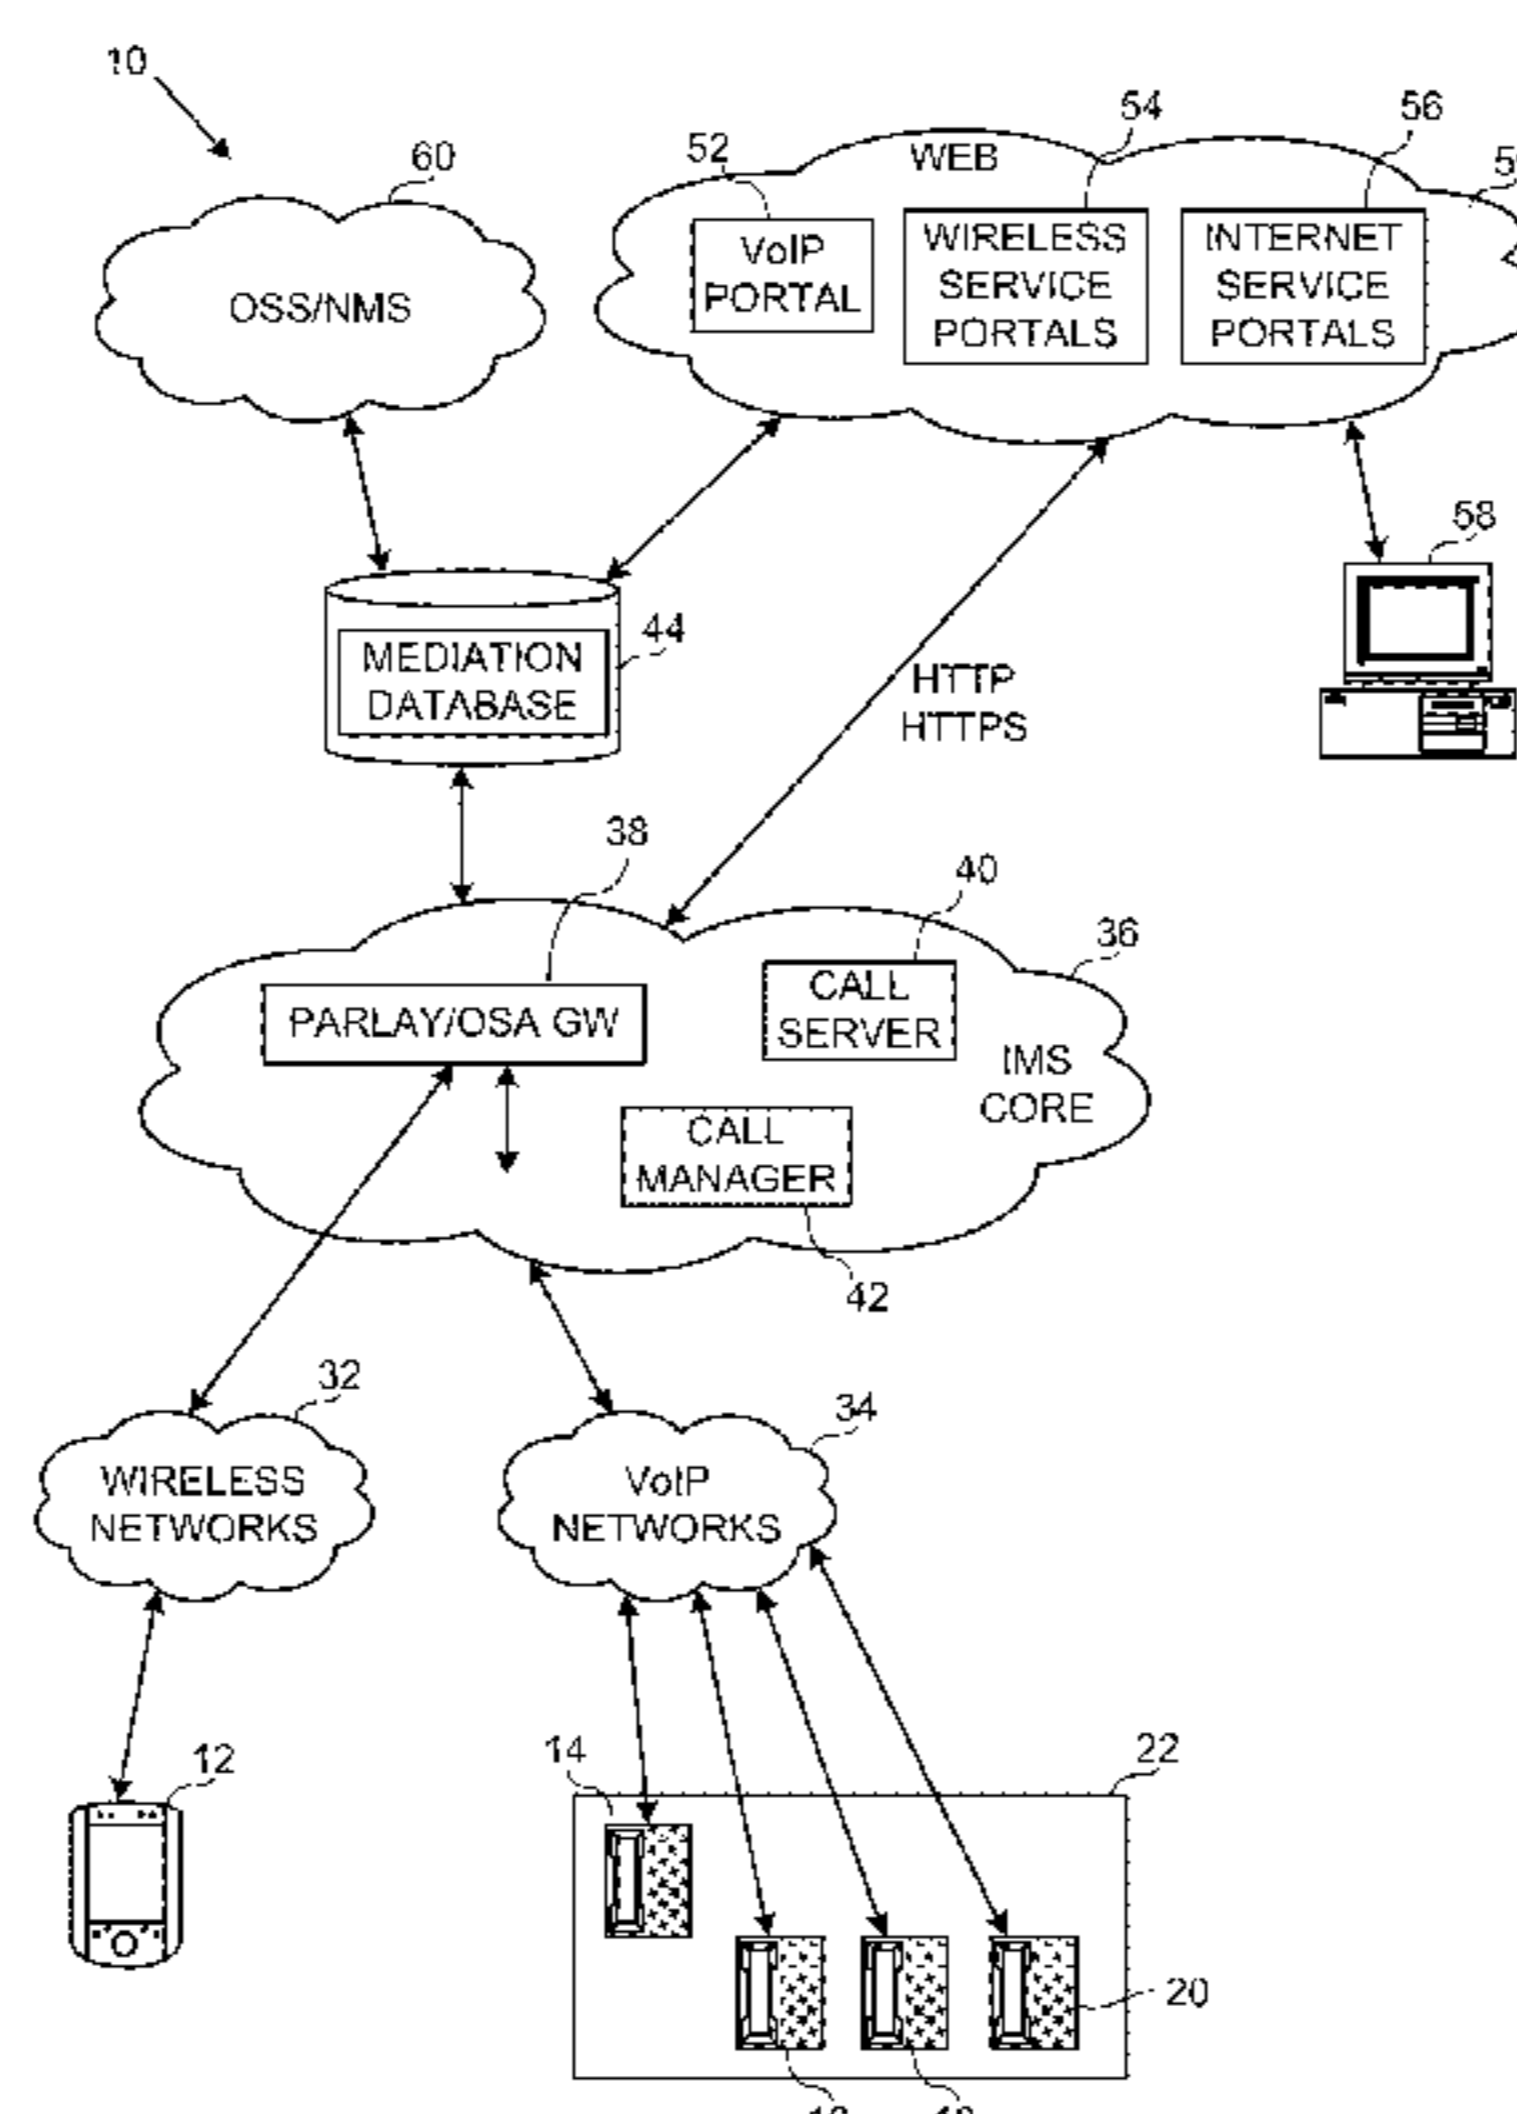 10
60
OSS/NMS
52
54
56
WEB
VoIP
PORTAL
WIRELESS
SERVICE
PORTALS
INTERNET
SERVICE
PORTALS
58
44
MEDIATION
DATABASE
HTTP
HTTPS
38
40
36
PARLAY/OSA GW
CALL
SERVER
IMS
CORE
CALL
MANAGER
42
32
34
WIRELESS
NETWORKS
VoIP
NETWORKS
12
14
22
20